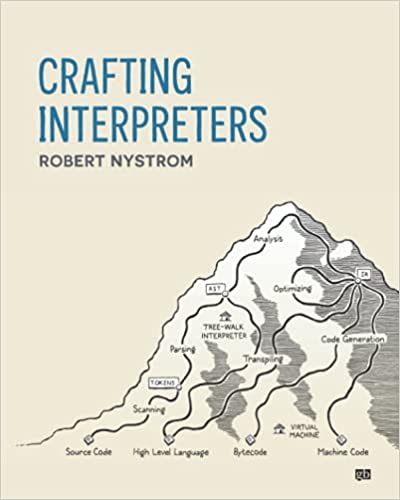 CRAFTING
INTERPRETERS
ROBERT NYSTROM
Analysis
AST
Optimizing
IR
TREE-WALK
INTERPRETER
Code Generation
Parsing
Transpiling
TOKENS
Scanning
VIRTUAL
MACHINE
Source Code
High Level Language
Bytecode
Machine Code
gb